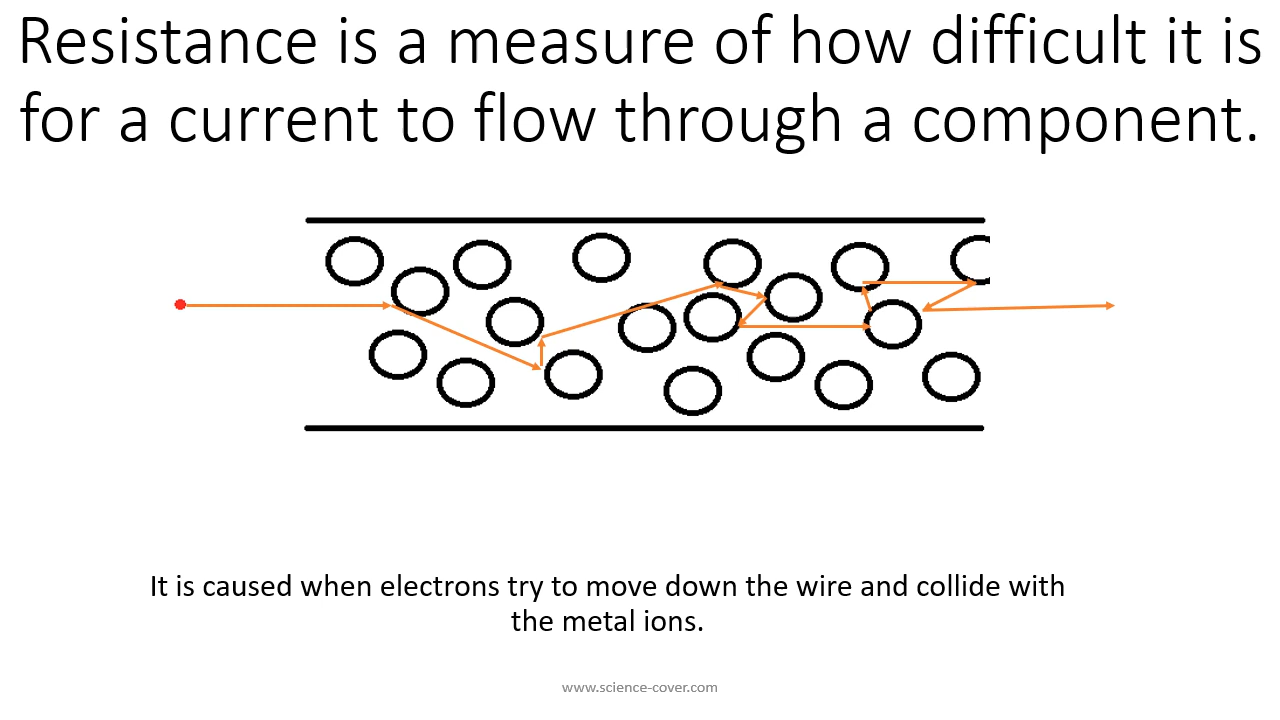 Resistance is a measure of how difficult it is
for a current to flow through a component.
It is caused when electrons try to move down the wire and collide with
the metal ions.
www.science-cover.com